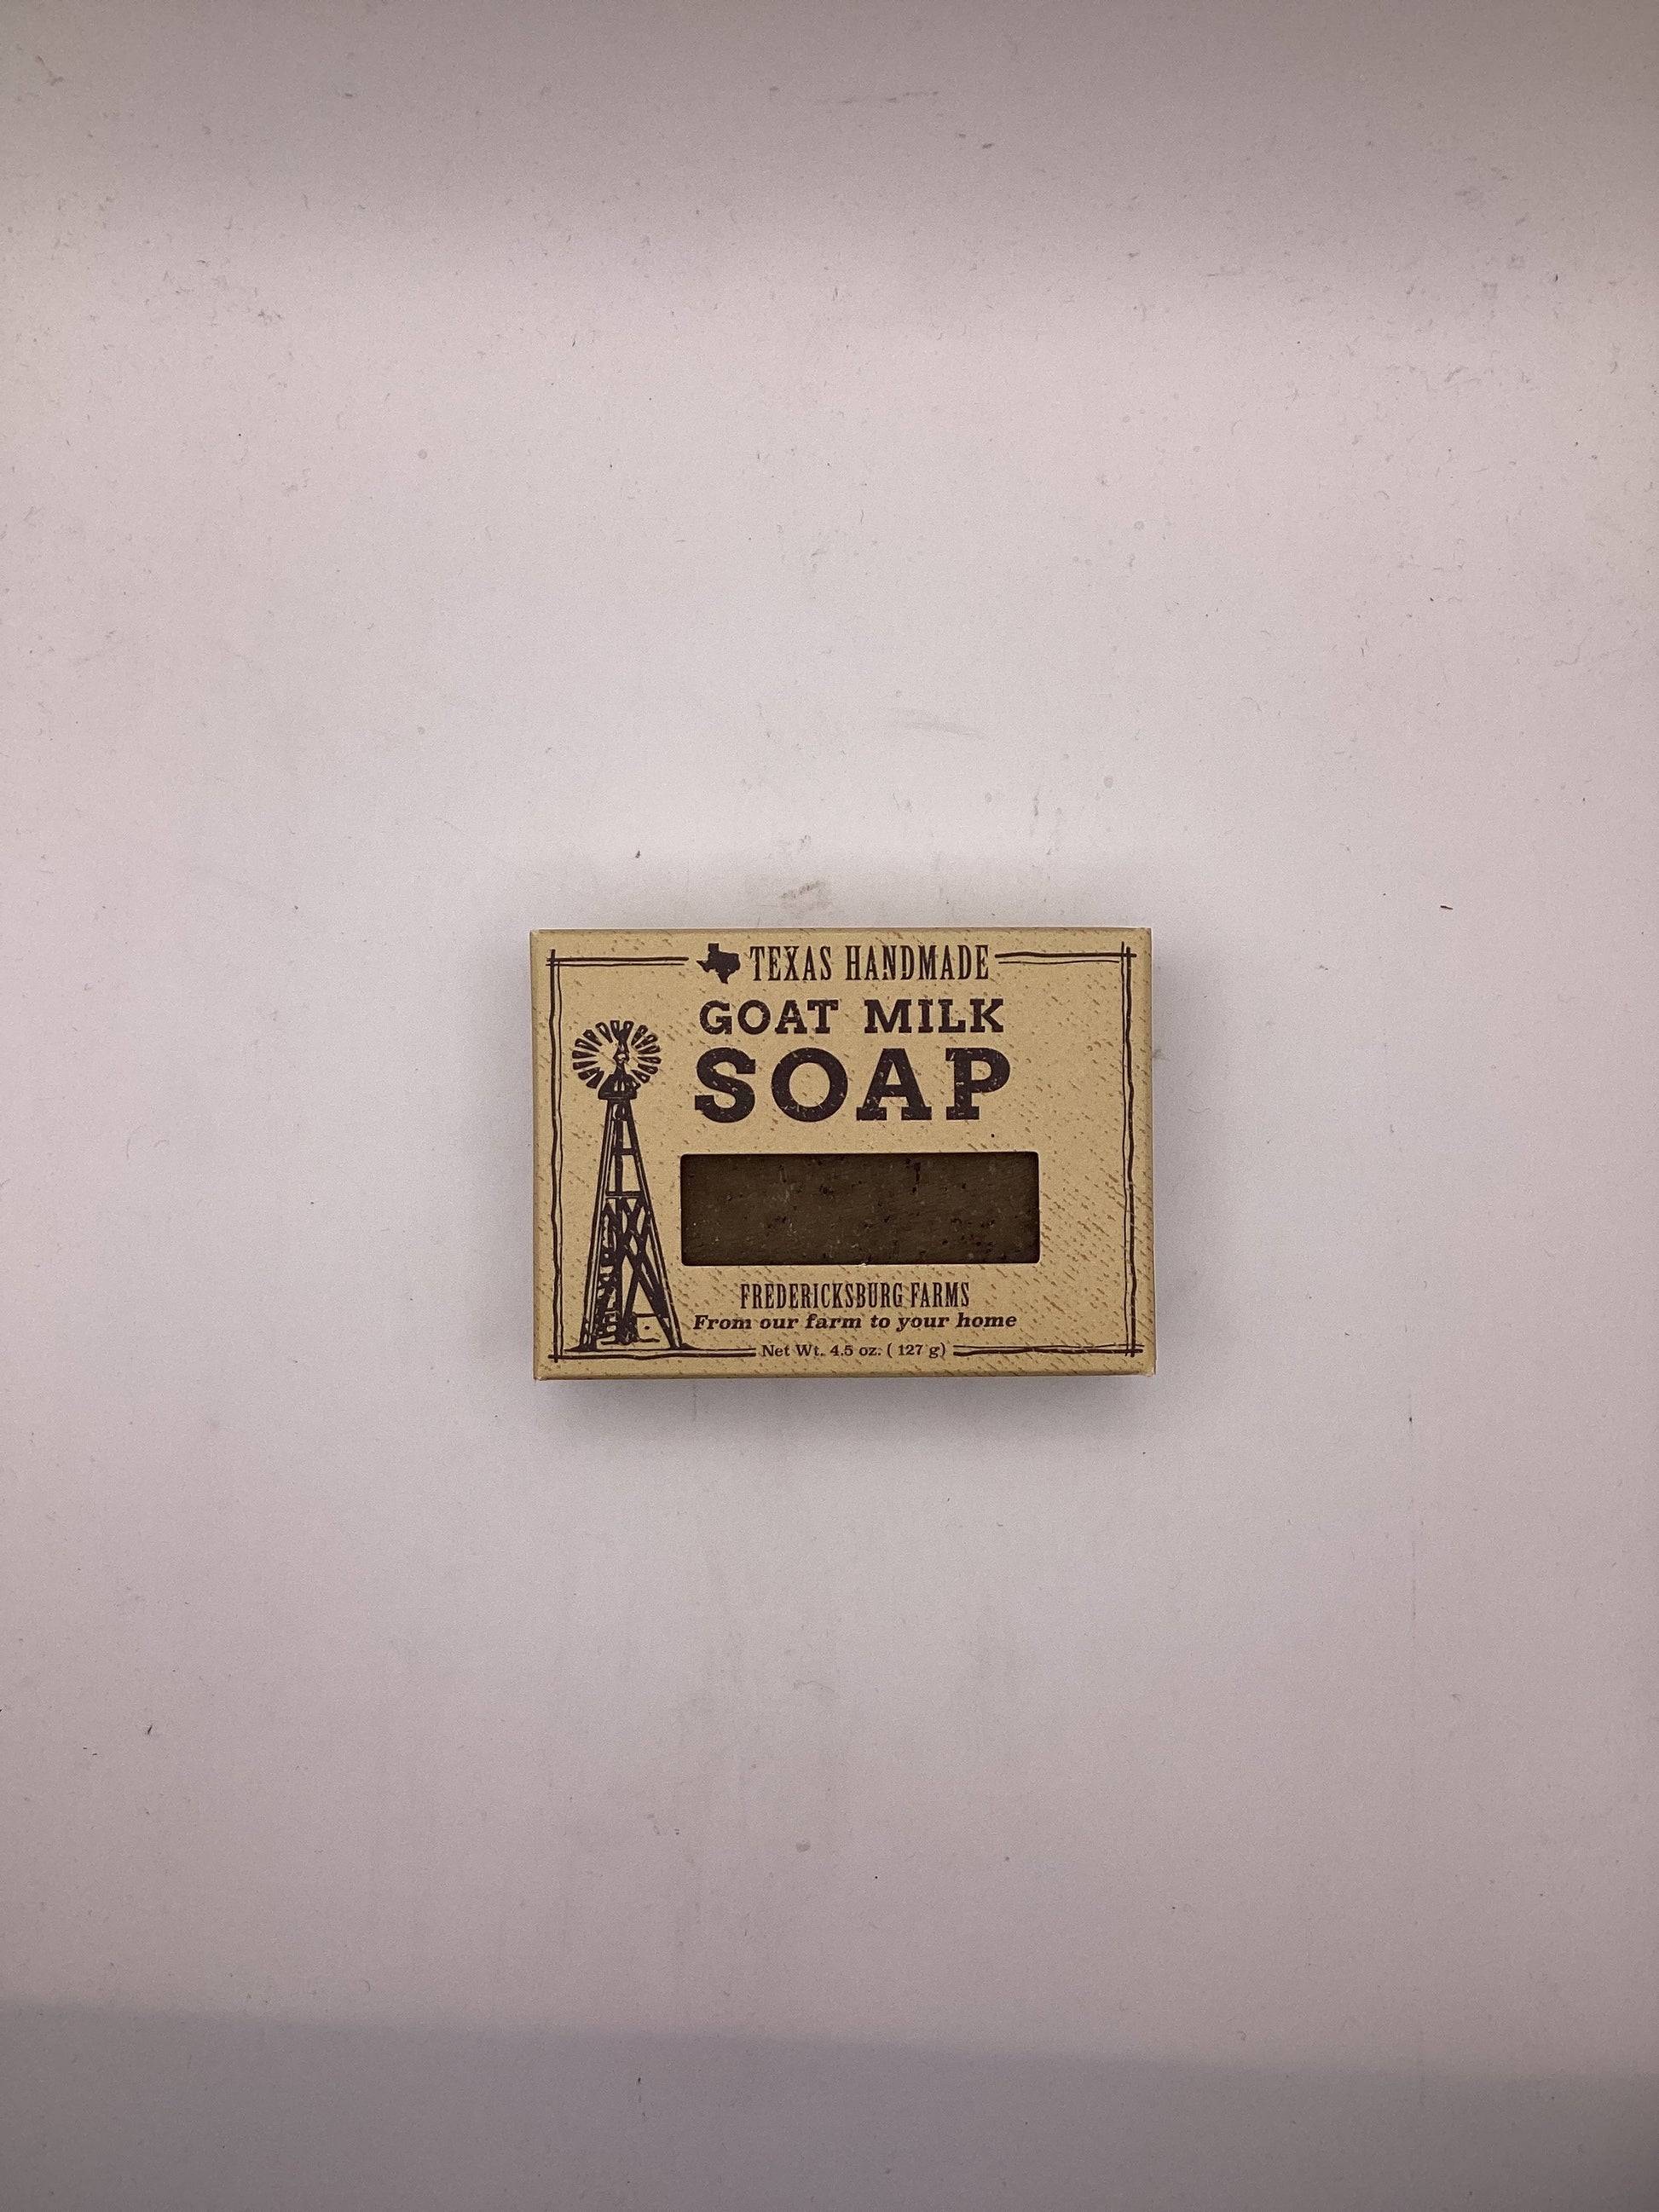 TEXAS HANDMADE
GOAT MILK
SOAP
FREDERICKSBURG FARMS
From our farm to your home
Net Wt. 4.5 oz. ( 127 g)